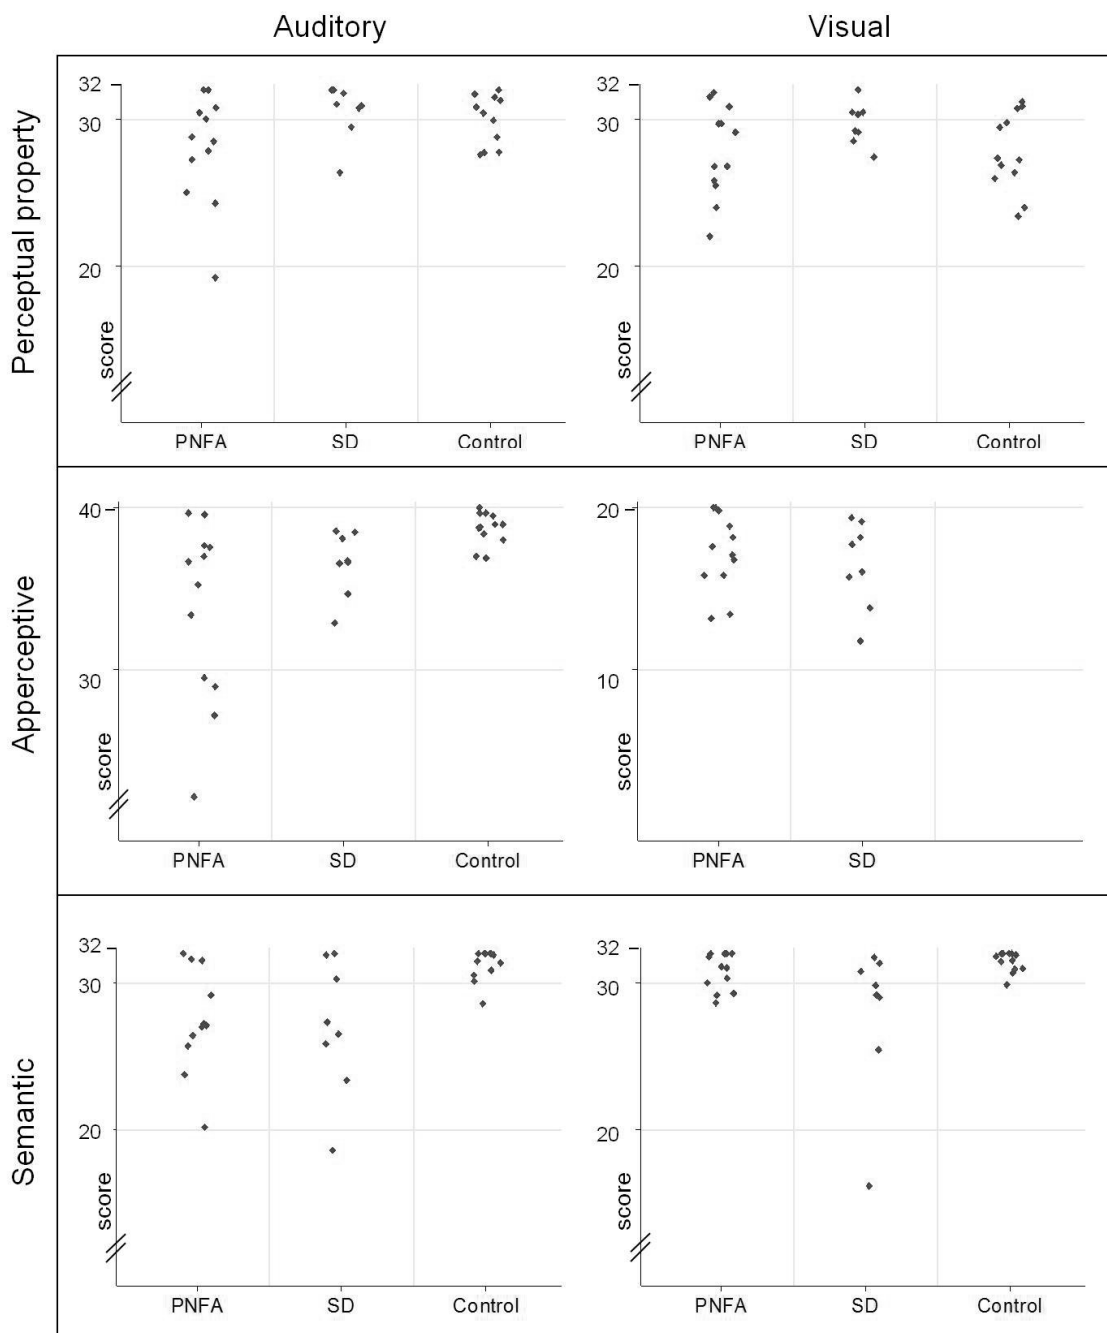 Auditory
Visual
Perceptual property
32
30
20
score
PNFA
SD
Control
32
30
20
score
PNFA
SD
Control
Apperceptive
40
30
score
PNFA
SD
Control
20
10
score
PNFA
SD
Semantic
32
30
20
score
PNFA
SD
Control
32
30
20
score
PNFA
SD
Control